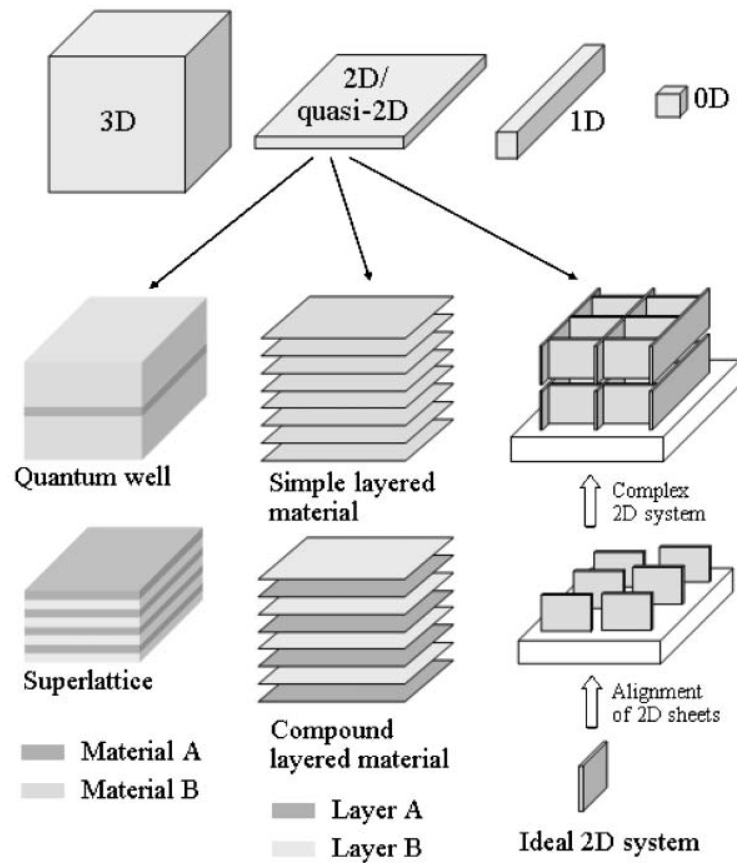 3D
2D/
quasi-2D
1D
0D
Quantum well
Simple layered
material
Complex
2D system
Superlattice
Compound
layered material
Alignment
of 2D sheets
Material A
Material B
Layer A
Layer B
Ideal 2D system